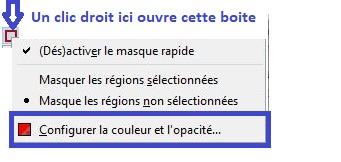 Un clic droit ici ouvre cette boite
(Dés)activer le masque rapide
Masquer les régions sélectionnées
Masque les régions non sélectionnées
Configurer la couleur et l'opacité...